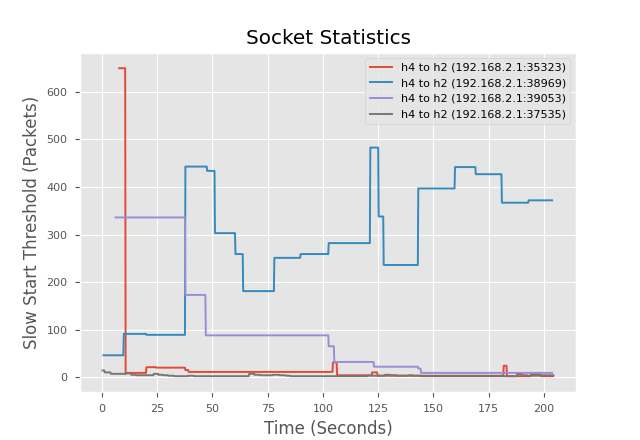 Socket Statistics
h4 to h2 (192.168.2.1:35323)
h4 to h2 (192.168.2.1:38969)
h4 to h2 (192.168.2.1:39053)
h4 to h2 (192.168.2.1:37535)
Slow Start Threshold (Packets)
600
500
400
300
200
100
0
0 25 50 75 100 125 150 175 200
Time (Seconds)